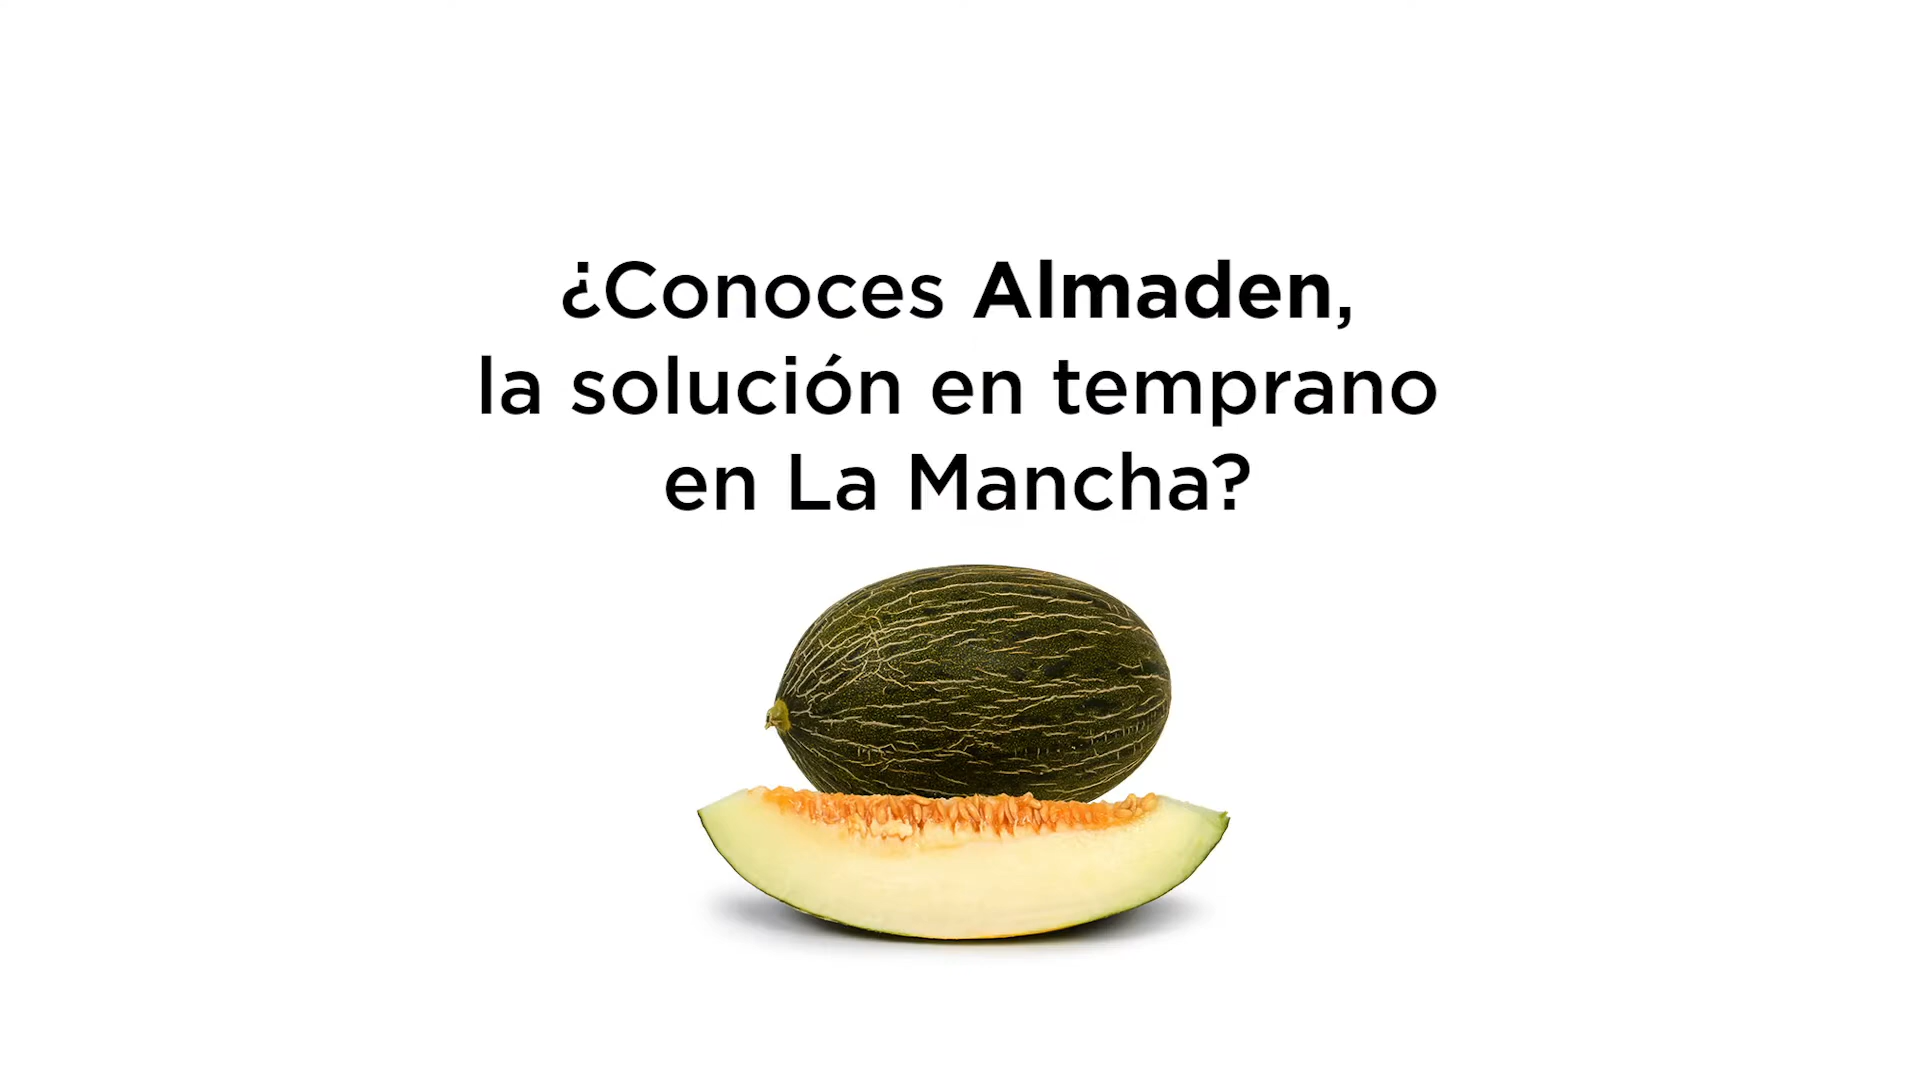 ¿Conoces Almaden,
la solución en temprano
en La Mancha?